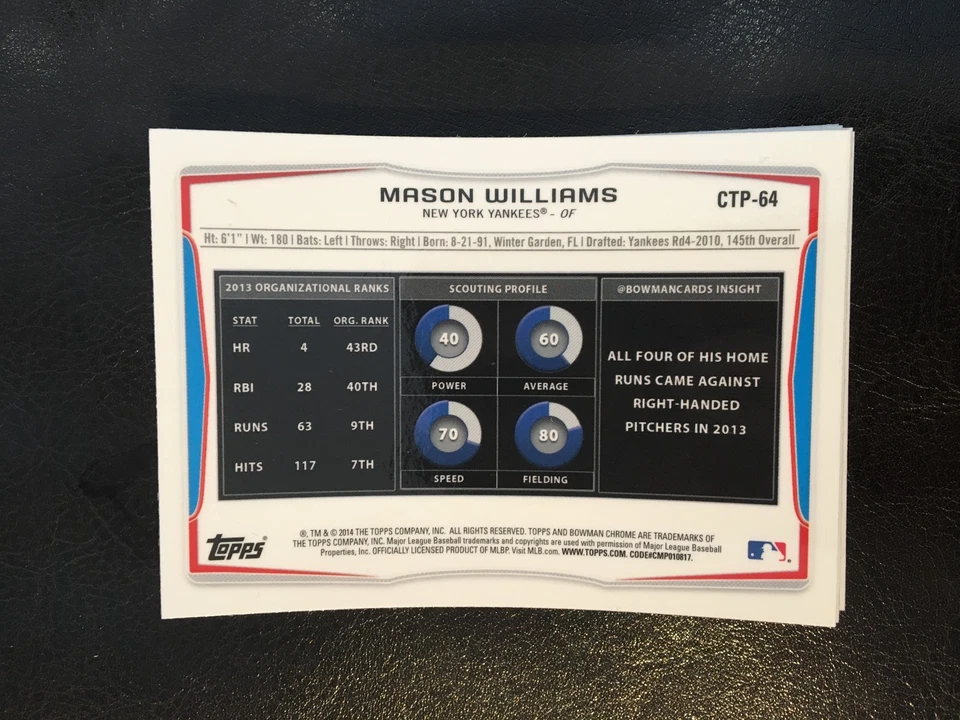 MASON WILLIAMS
NEW YORK YANKEES® - OF
CTP-64
Ht: 6'1" | Wt: 180 | Bats: Left | Throws: Right | Born: 8-21-91, Winter Garden, FL | Drafted: Yankees Rd4-2010, 145th Overall
2013 ORGANIZATIONAL RANKS
STAT TOTAL ORG. RANK
HR 4 43RD
RBI 28 40TH
RUNS 63 9TH
HITS 117 7TH
SCOUTING PROFILE
40 60
POWER AVERAGE
70 80
SPEED FIELDING
@BOWMANCARDS INSIGHT
ALL FOUR OF HIS HOME
RUNS CAME AGAINST
RIGHT-HANDED
PITCHERS IN 2013
Topps®
®, TM & © 2014 THE TOPPS COMPANY, INC. ALL RIGHTS RESERVED. TOPPS AND BOWMAN CHROME ARE TRADEMARKS OF
THE TOPPS COMPANY, INC. Major League Baseball trademarks and copyrights are used with permission of Major League Baseball
Properties, Inc. OFFICIALLY LICENSED PRODUCT OF MLBP. Visit MLB.com. WWW.TOPPS.COM. CODE#CMP010817.